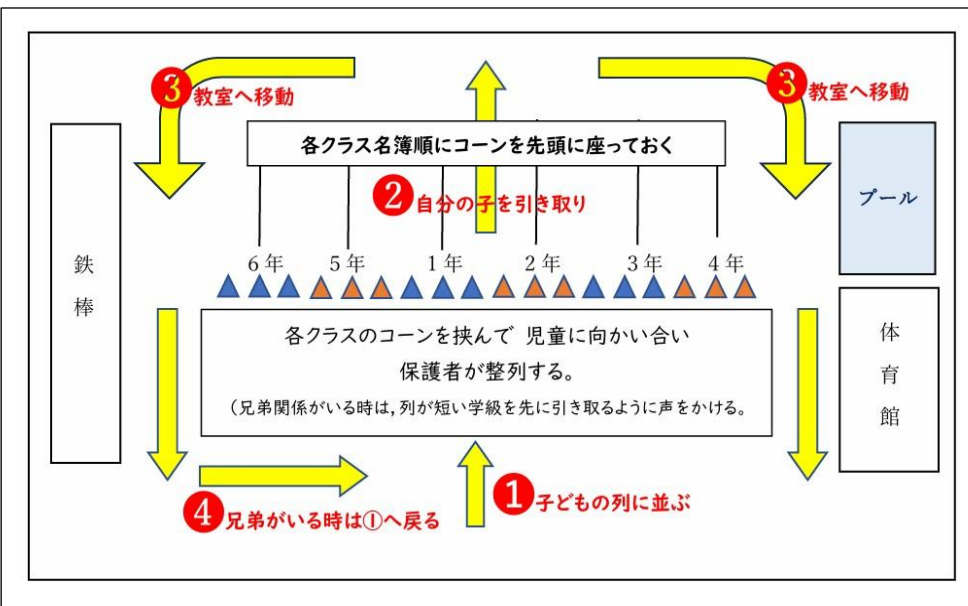 ❸教室へ移動
❸教室へ移動
各クラス名簿順にコーンを先頭に座っておく
❷自分の子を引き取り
プール
鉄棒
6年 5年 1年 2年 3年 4年
各クラスのコーンを挟んで 児童に向かい合い
保護者が整列する。
（兄弟関係がいる時は，列が短い学級を先に引き取るように声をかける。
体育館
❶子どもの列に並ぶ
❹兄弟がいる時は①へ戻る